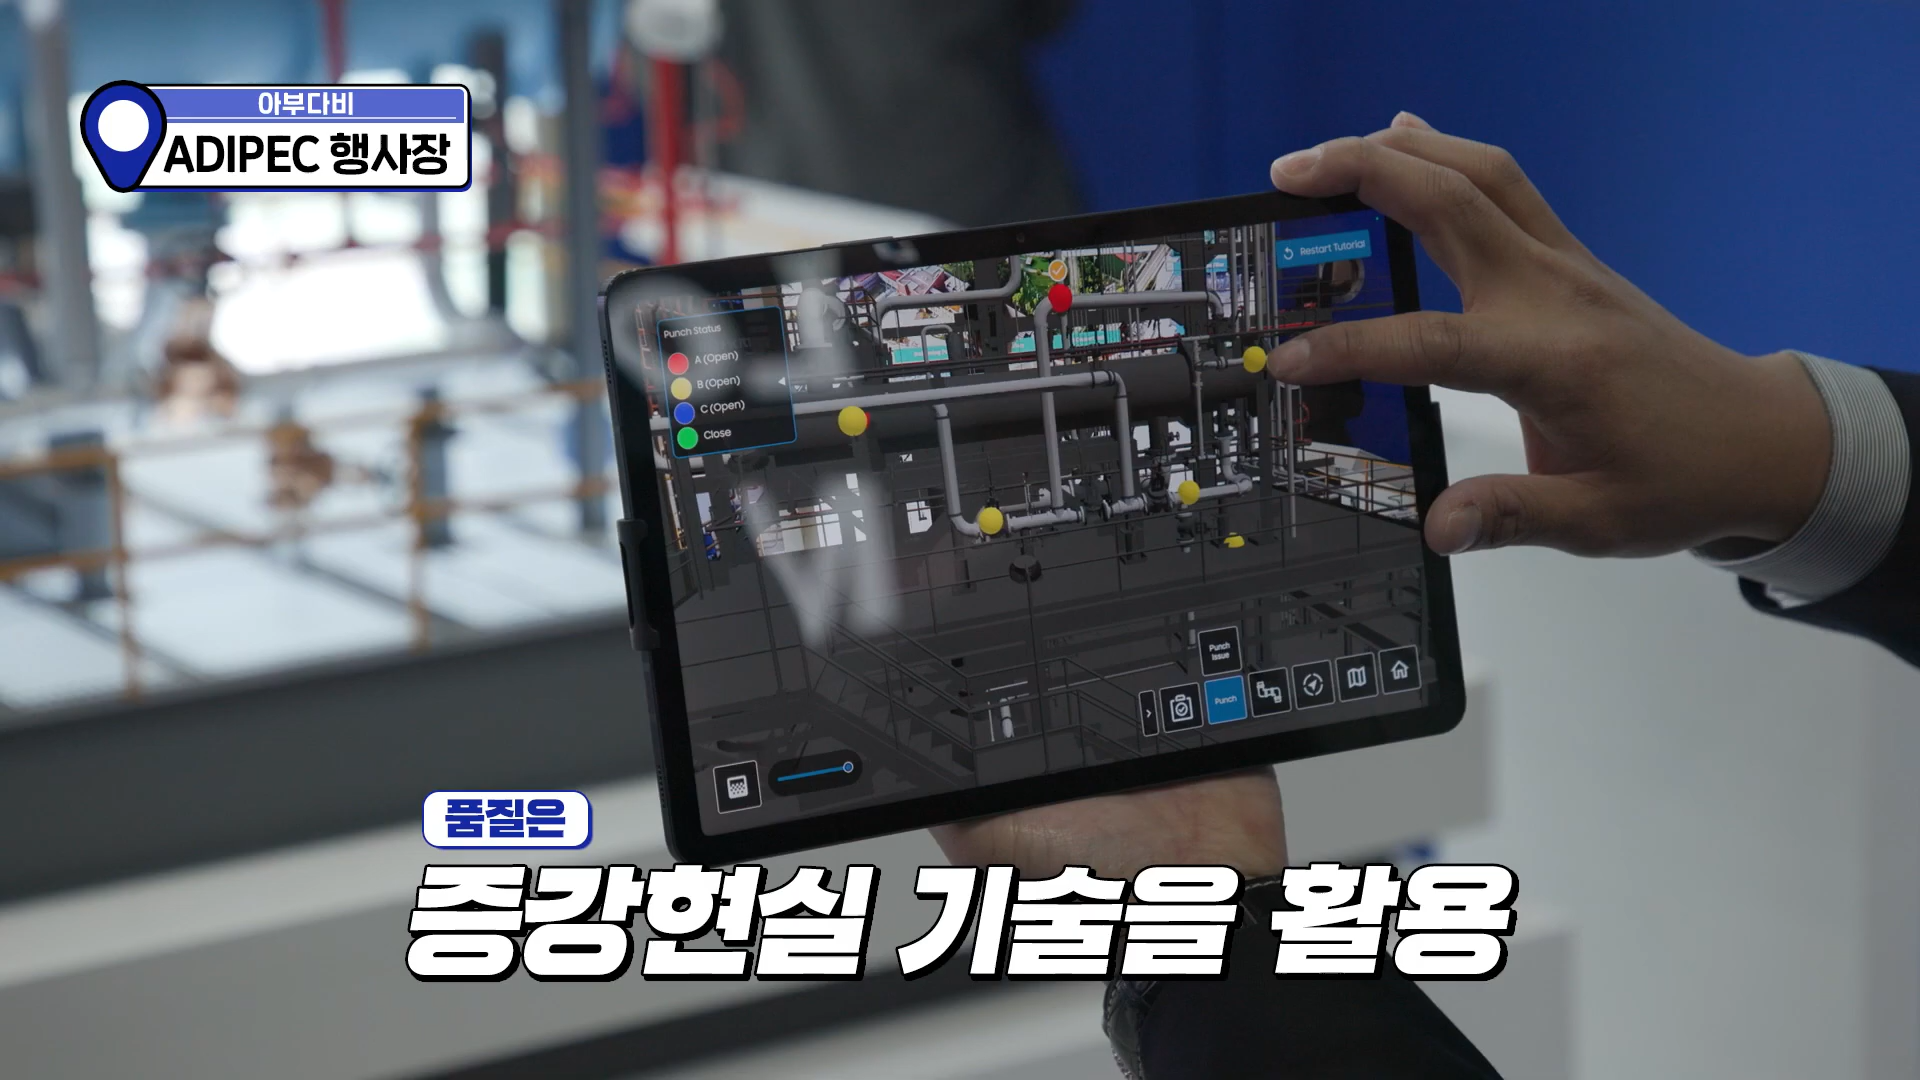 아부다비
ADIPEC 행사장
Restart Tutorial
Punch Status
A (Open)
B (Open)
C (Open)
Close
Punch
Issue
Punch
품질은
증강현실 기술을 활용